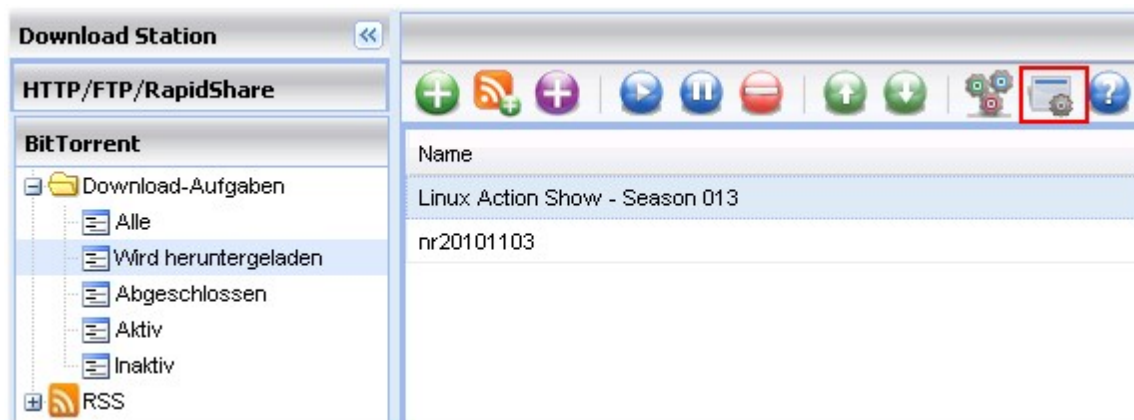 Download Station
HTTP/FTP/RapidShare
BitTorrent
Download-Aufgaben
Alle
Wird heruntergeladen
Abgeschlossen
Aktiv
Inaktiv
RSS
Name
Linux Action Show - Season 013
nr20101103